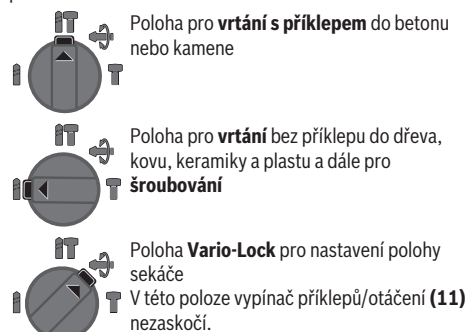 Poloha pro vrtání s příklepem do betonu
nebo kamene
Poloha pro vrtání bez příklepu do dřeva,
kovu, keramiky a plastu a dále pro
šroubování
Poloha Vario-Lock pro nastavení polohy
sekáče
V této poloze vypínač příklepů/otáčení (11)
nezaskočí.